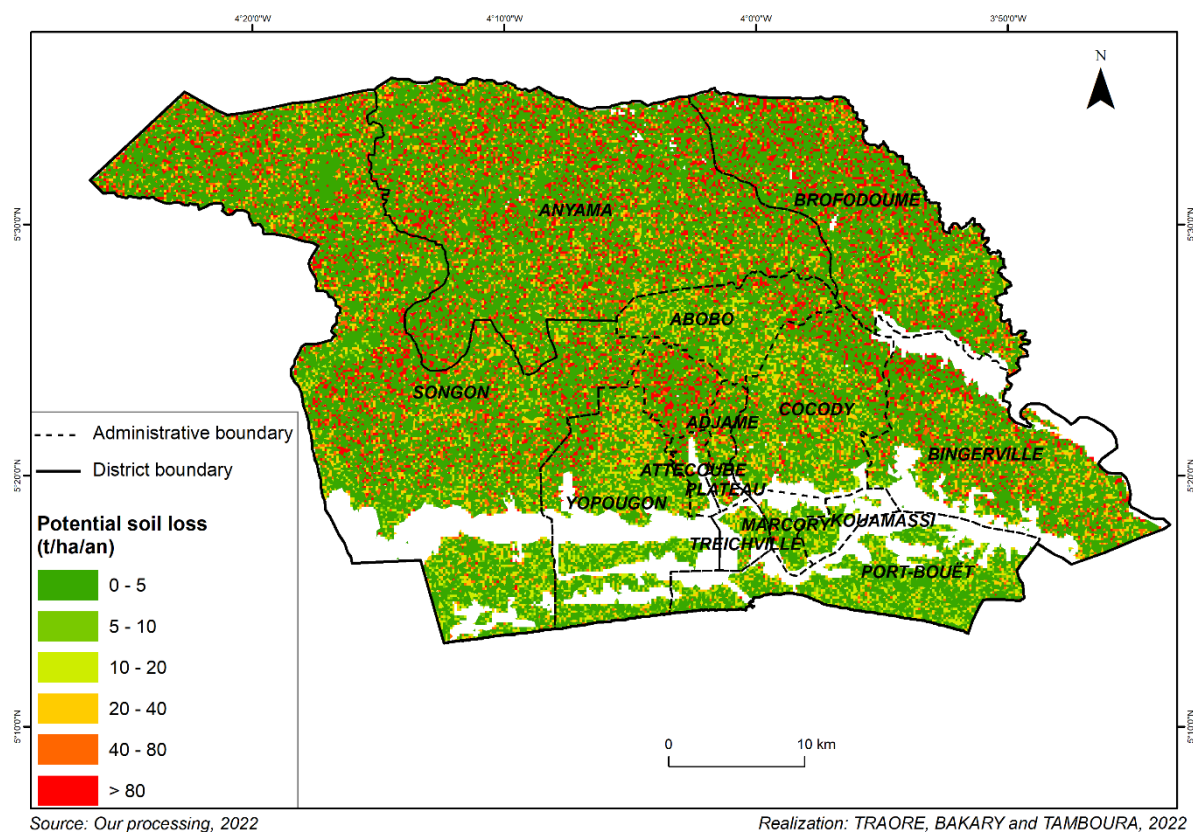 4°20'0"W 4°10'0"W 4°0'0"W 3°50'0"W
N
5°30'0"N 5°30'0"N
BROFODOUME
ANYAMA
ABOBO
SONGON
COCODY
ADJAME
BINGERVILLE
ATTECOUBE
5°20'0"N 5°20'0"N
PLATEAU
YOPOUGON
MARCORY KOUAMASSI
TREICHVILLE
PORT-BOUËT
Administrative boundary
District boundary
Potential soil loss
(t/ha/an)
0 - 5
5 - 10
10 - 20
20 - 40
40 - 80
> 80
5°10'0"N 5°10'0"N
0 10 km
Source: Our processing, 2022
Realization: TRAORE, BAKARY and TAMBOURA, 2022